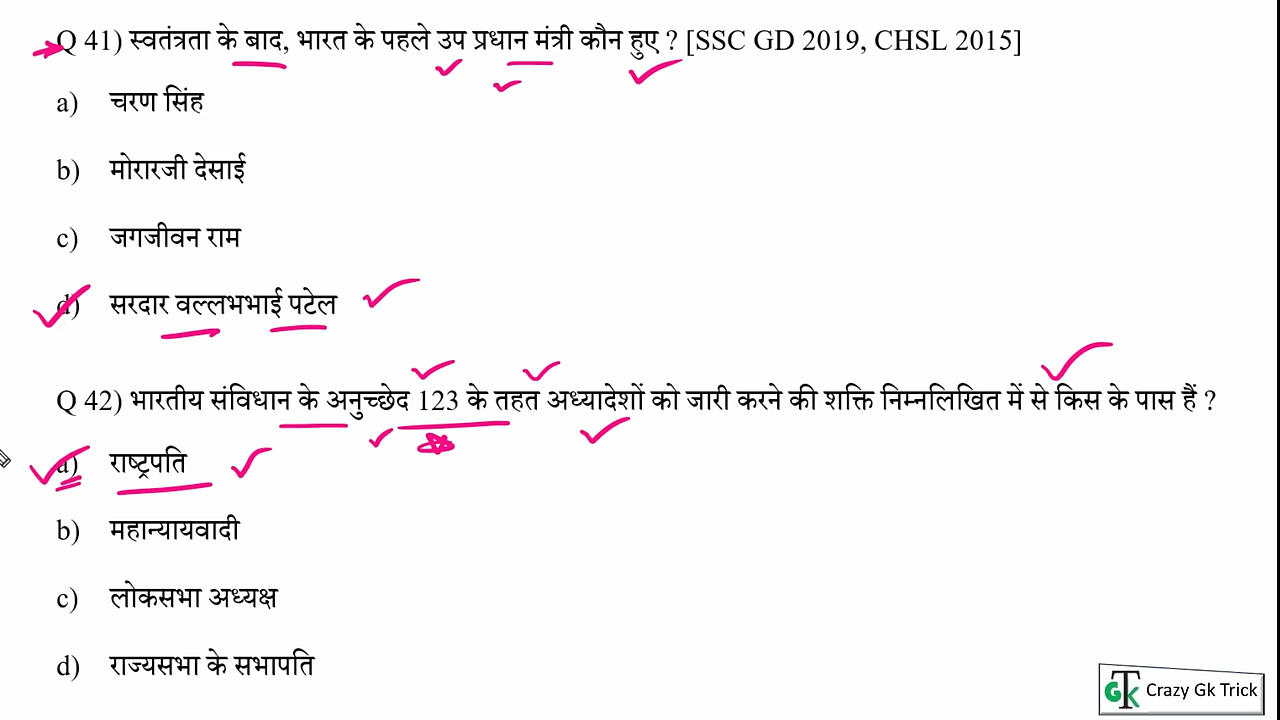 Q 41) स्वतंत्रता के बाद, भारत के पहले उप प्रधान मंत्री कौन हुए ? [SSC GD 2019, CHSL 2015]
a) चरण सिंह
b) मोरारजी देसाई
c) जगजीवन राम
d) सरदार वल्लभभाई पटेल
Q 42) भारतीय संविधान के अनुच्छेद 123 के तहत अध्यादेशों को जारी करने की शक्ति निम्नलिखित में से किस के पास हैं ?
a) राष्ट्रपति
b) महान्यायवादी
c) लोकसभा अध्यक्ष
d) राज्यसभा के सभापति
GTK Crazy Gk Trick